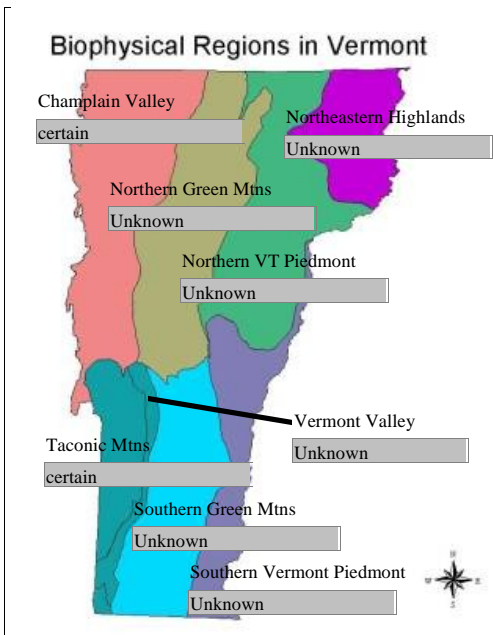 Biophysical Regions in Vermont
Champlain Valley
certain
Northeastern Highlands
Unknown
Northern Green Mtns
Unknown
Northern VT Piedmont
Unknown
Vermont Valley
Unknown
Taconic Mtns
certain
Southern Green Mtns
Unknown
Southern Vermont Piedmont
Unknown
N
W
E
S